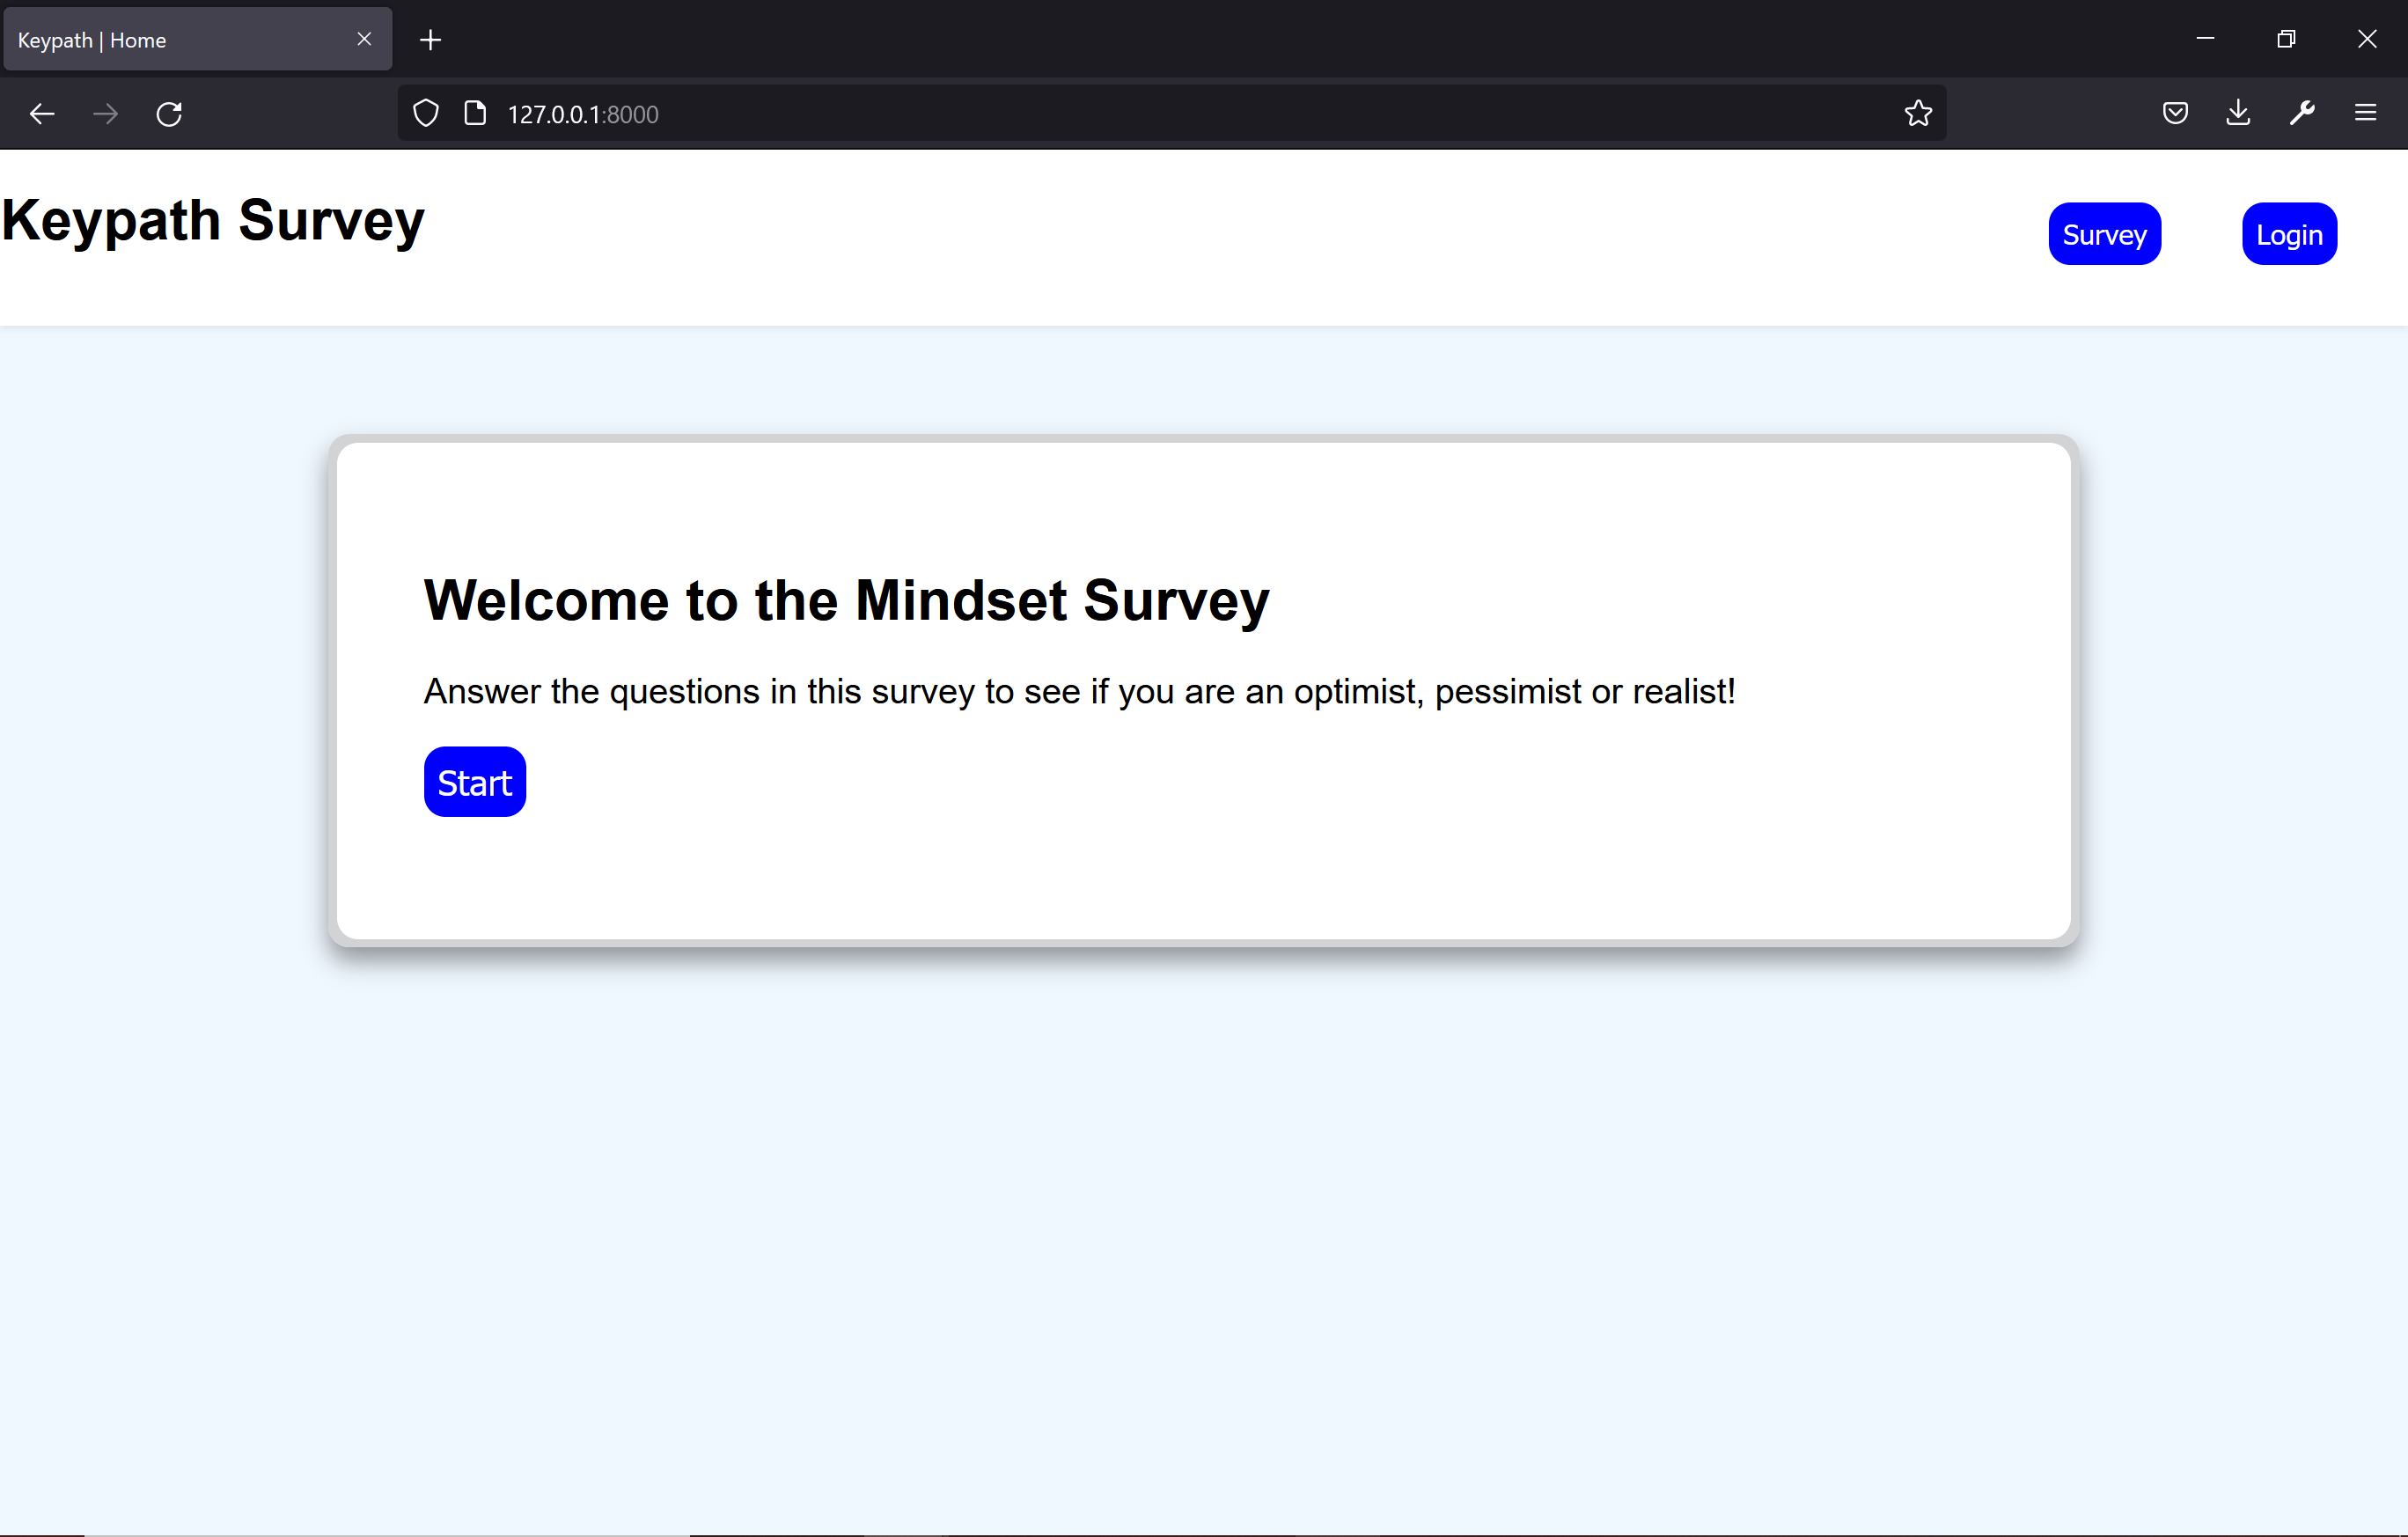 Keypath | Home
127.0.0.1:8000
Keypath Survey
Survey
Login
Welcome to the Mindset Survey
Answer the questions in this survey to see if you are an optimist, pessimist or realist!
Start